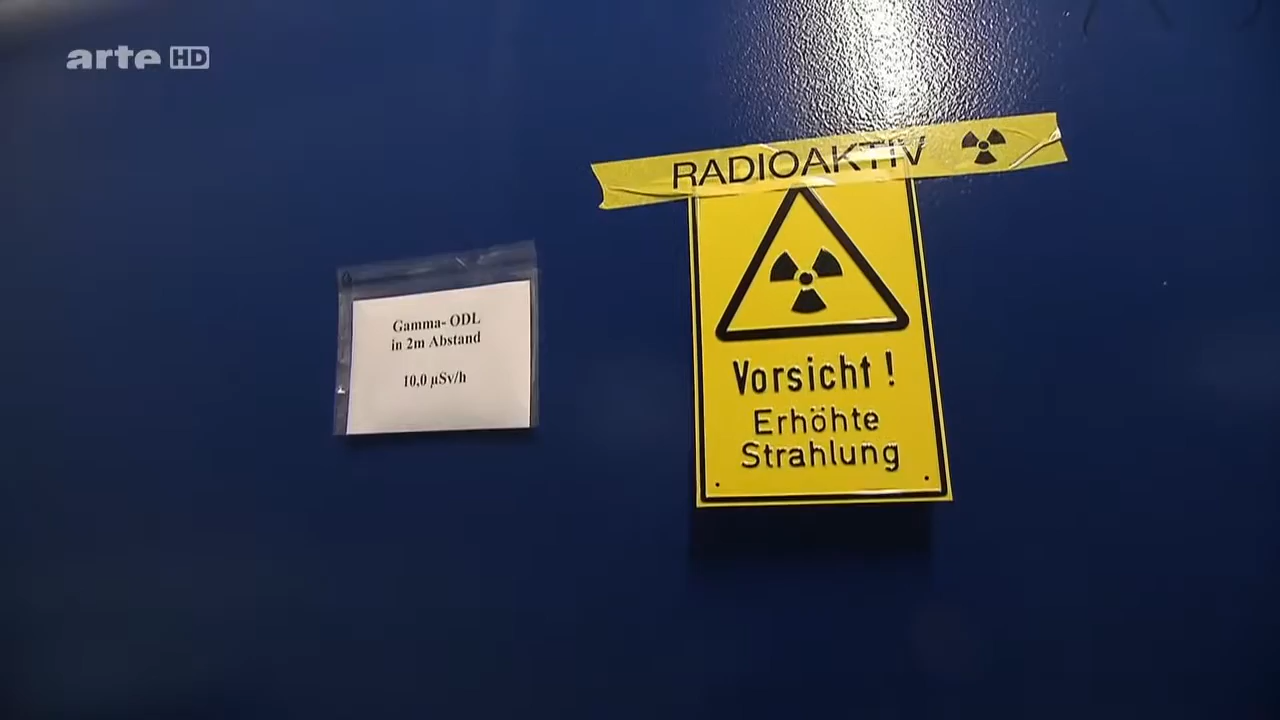 arte HD
RADIOAKTIV
Gamma- ODL
in 2m Abstand
10,0 µSv/h
Vorsicht !
Erhöhte
Strahlung